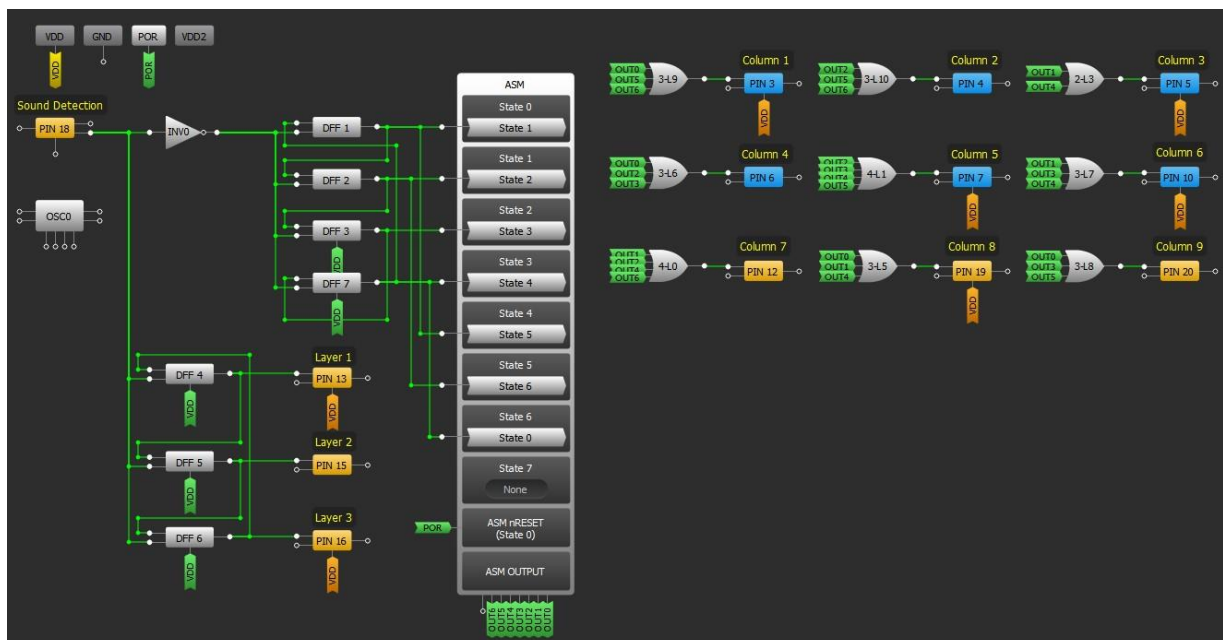 VDD
GND
POR
VDD2
VDD
POR
Sound Detection
PIN 18
INV0
OSC0
DFF 1
DFF 2
DFF 3
VDD
DFF 7
VDD
DFF 4
VDD
DFF 5
VDD
DFF 6
VDD
Layer 1
PIN 13
VDD
Layer 2
PIN 15
Layer 3
PIN 16
VDD
ASM
State 0
State 1
State 1
State 2
State 2
State 3
State 3
State 4
State 4
State 5
State 5
State 6
State 6
State 0
State 7
None
POR
ASM nRESET
(State 0)
ASM OUTPUT
OUT6
OUT5
OUT4
OUT3
OUT2
OUT1
OUT0
OUT0
OUT5
OUT6
3-L9
Column 1
PIN 3
VDD
OUT2
OUT5
OUT6
3-L10
Column 2
PIN 4
OUT1
OUT4
2-L3
Column 3
PIN 5
VDD
OUT0
OUT2
OUT3
3-L6
Column 4
PIN 6
OUT2
OUT3
OUT4
OUT5
4-L1
Column 5
PIN 7
VDD
OUT1
OUT3
OUT4
3-L7
Column 6
PIN 10
VDD
OUT1
OUT2
OUT4
OUT6
4-L0
Column 7
PIN 12
OUT0
OUT1
OUT4
3-L5
Column 8
PIN 19
VDD
OUT0
OUT3
OUT5
3-L8
Column 9
PIN 20